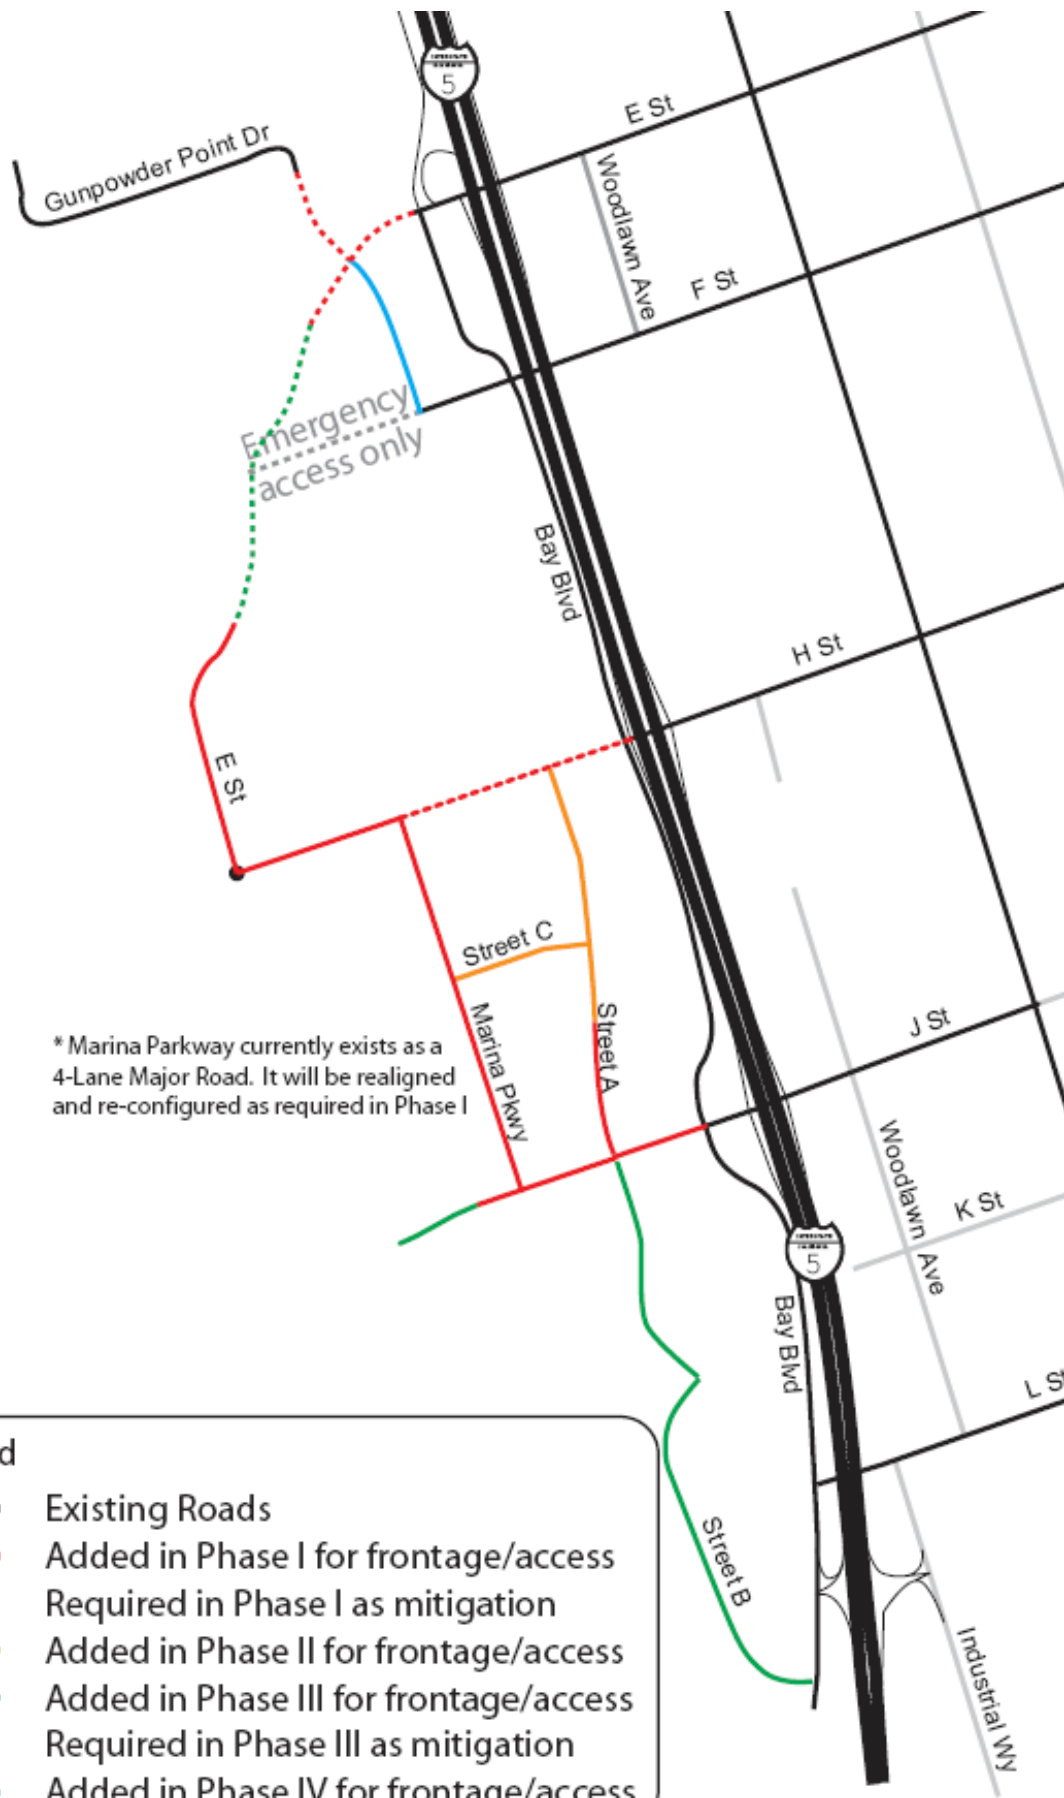 5
E St
Gunpowder Point Dr
Woodlawn Ave
F St
Emergency
access only
Bay Blvd
H St
E St
Street C
Street A
Marina Pkwy
J St
* Marina Parkway currently exists as a
4-Lane Major Road. It will be realigned
and re-configured as required in Phase I
Woodlawn Ave
K St
5
Bay Blvd
L S
Street B
Industrial Wy
d
Existing Roads
Added in Phase I for frontage/access
Required in Phase I as mitigation
Added in Phase II for frontage/access
Added in Phase III for frontage/access
Required in Phase III as mitigation
Added in Phase IV for frontage/access